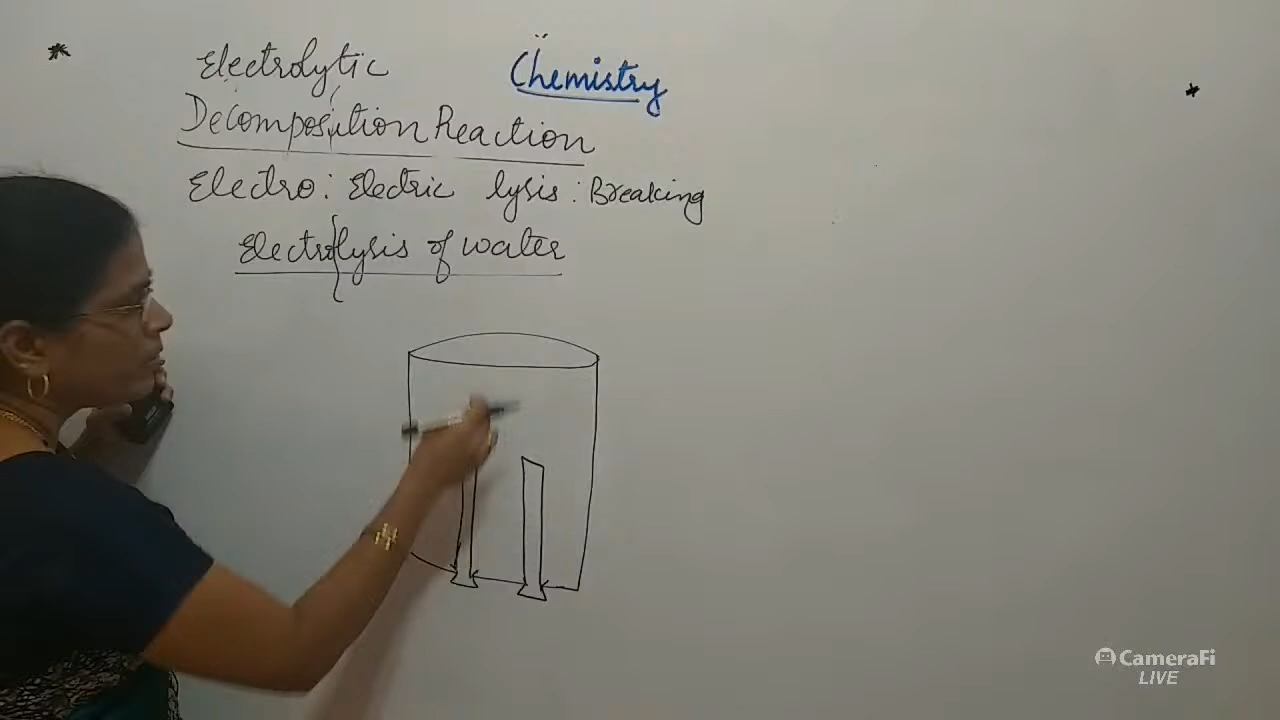 Electrolytic
Chemistry
Decomposition Reaction
Electro: Electric lysis: Breaking
Electrolysis of water
CameraFi
LIVE